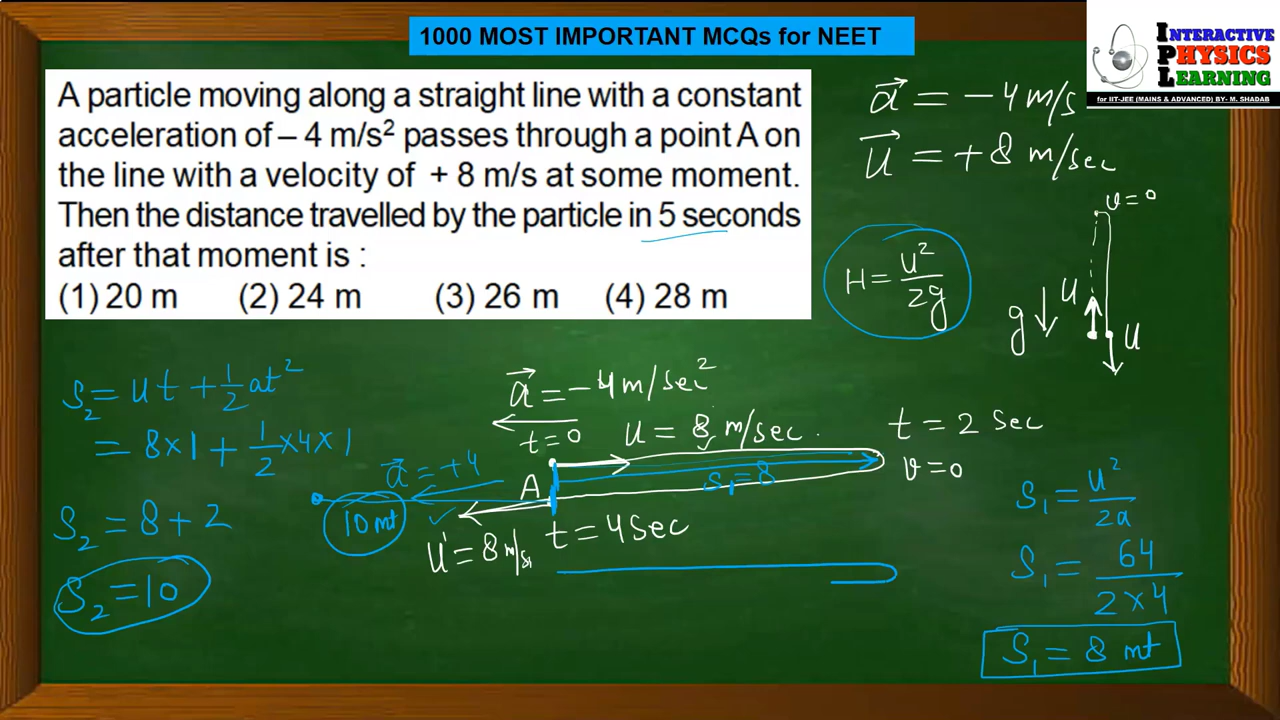 1000 MOST IMPORTANT MCQs for NEET
INTERACTIVE
PHYSICS
LEARNING
for IIT-JEE (MAINS & ADVANCED) BY- M. SHADAB
A particle moving along a straight line with a constant
acceleration of – 4 m/s² passes through a point A on
the line with a velocity of + 8 m/s at some moment.
Then the distance travelled by the particle in 5 seconds
after that moment is :
(1) 20 m (2) 24 m (3) 26 m (4) 28 m
a⃗ = -4 m/s
u⃗ = +8 m/sec
v=0
H = u²/2g
g
u
u
S₂ = ut + 1/2 at²
= 8×1 + 1/2 ×4×1
S₂ = 8+2
S₂ = 10
a⃗ = -4 m/sec²
t=0
u = 8 m/sec.
a⃗ = +4
A
S₁=8
10 mt
u' = 8 m/s
t = 4 Sec
t = 2 Sec
v=0
S₁ = u²/2a
S₁ = 64/2×4
S₁ = 8 mt